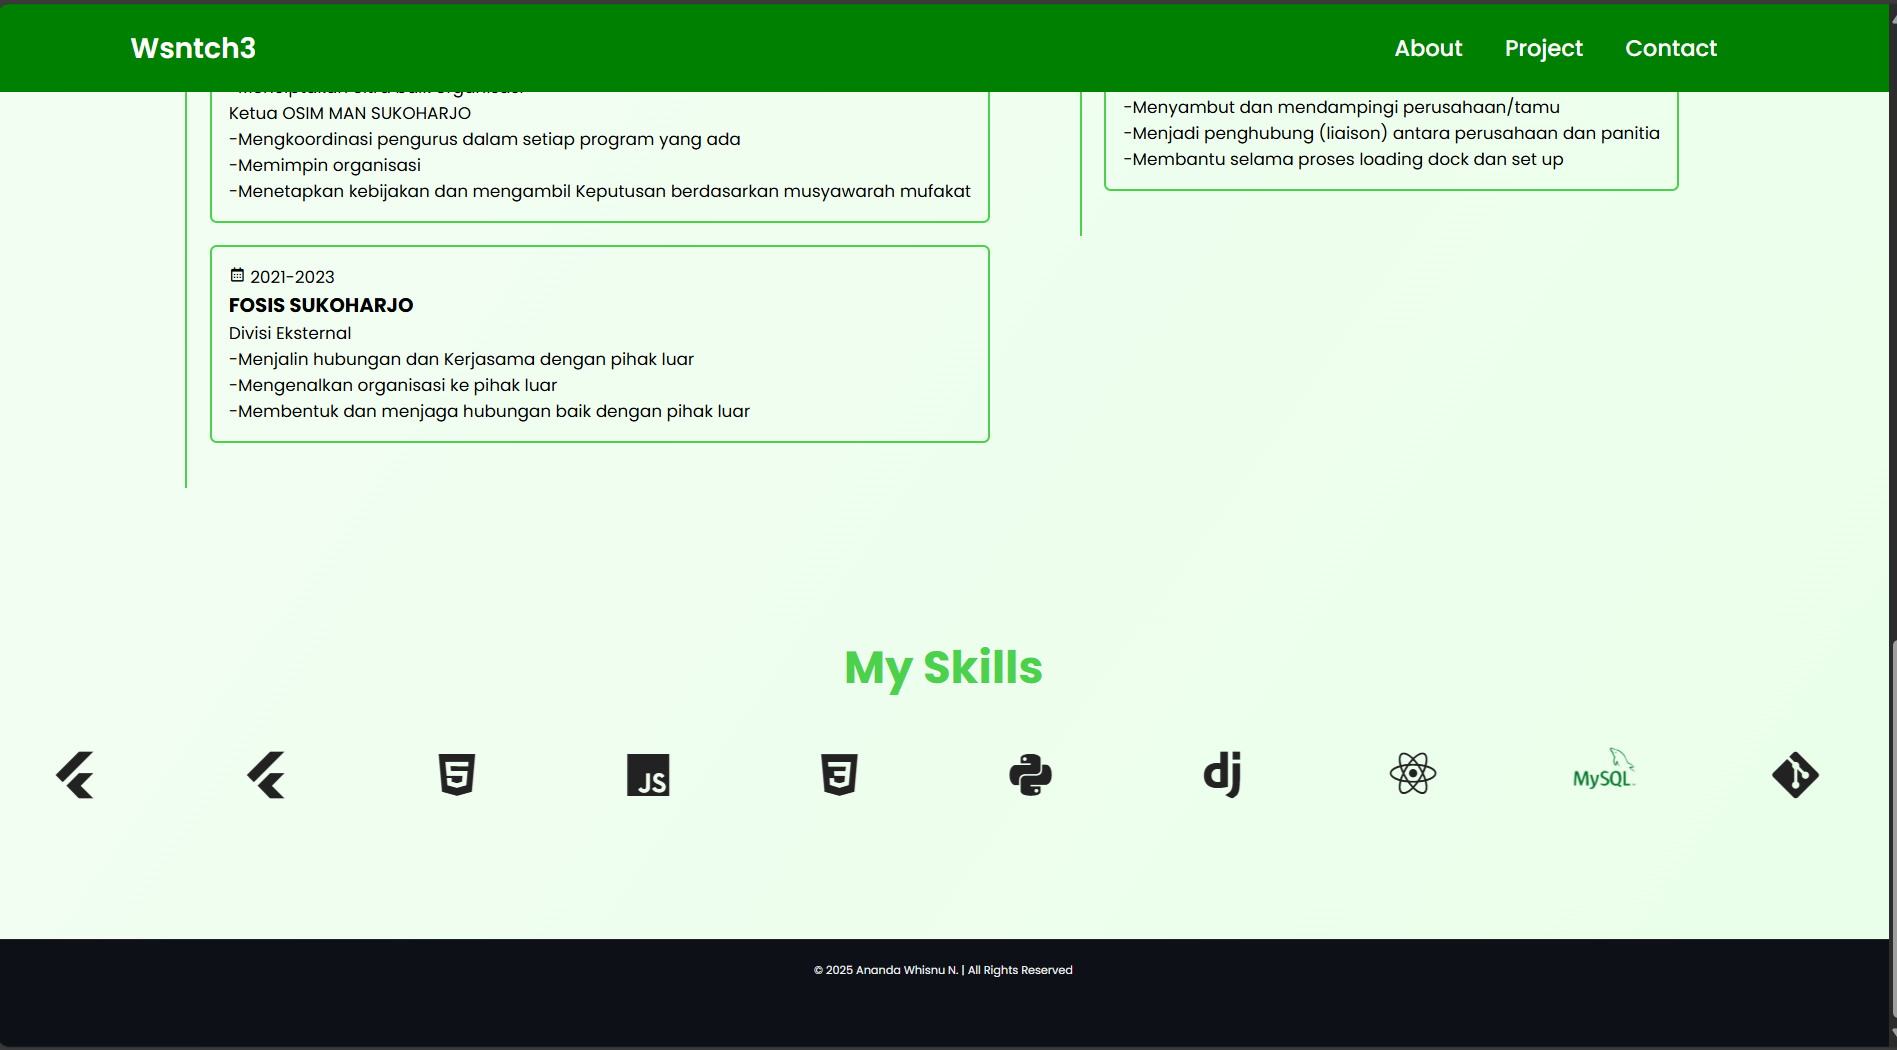 Wsntch3
About
Project
Contact
Ketua OSIM MAN SUKOHARJO
-Mengkoordinasi pengurus dalam setiap program yang ada
-Memimpin organisasi
-Menetapkan kebijakan dan mengambil Keputusan berdasarkan musyawarah mufakat
2021-2023
FOSIS SUKOHARJO
Divisi Eksternal
-Menjalin hubungan dan Kerjasama dengan pihak luar
-Mengenalkan organisasi ke pihak luar
-Membentuk dan menjaga hubungan baik dengan pihak luar
-Menyambut dan mendampingi perusahaan/tamu
-Menjadi penghubung (liaison) antara perusahaan dan panitia
-Membantu selama proses loading dock dan set up
My Skills
5
JS
3
dj
MySQL
© 2025 Ananda Whisnu N. | All Rights Reserved